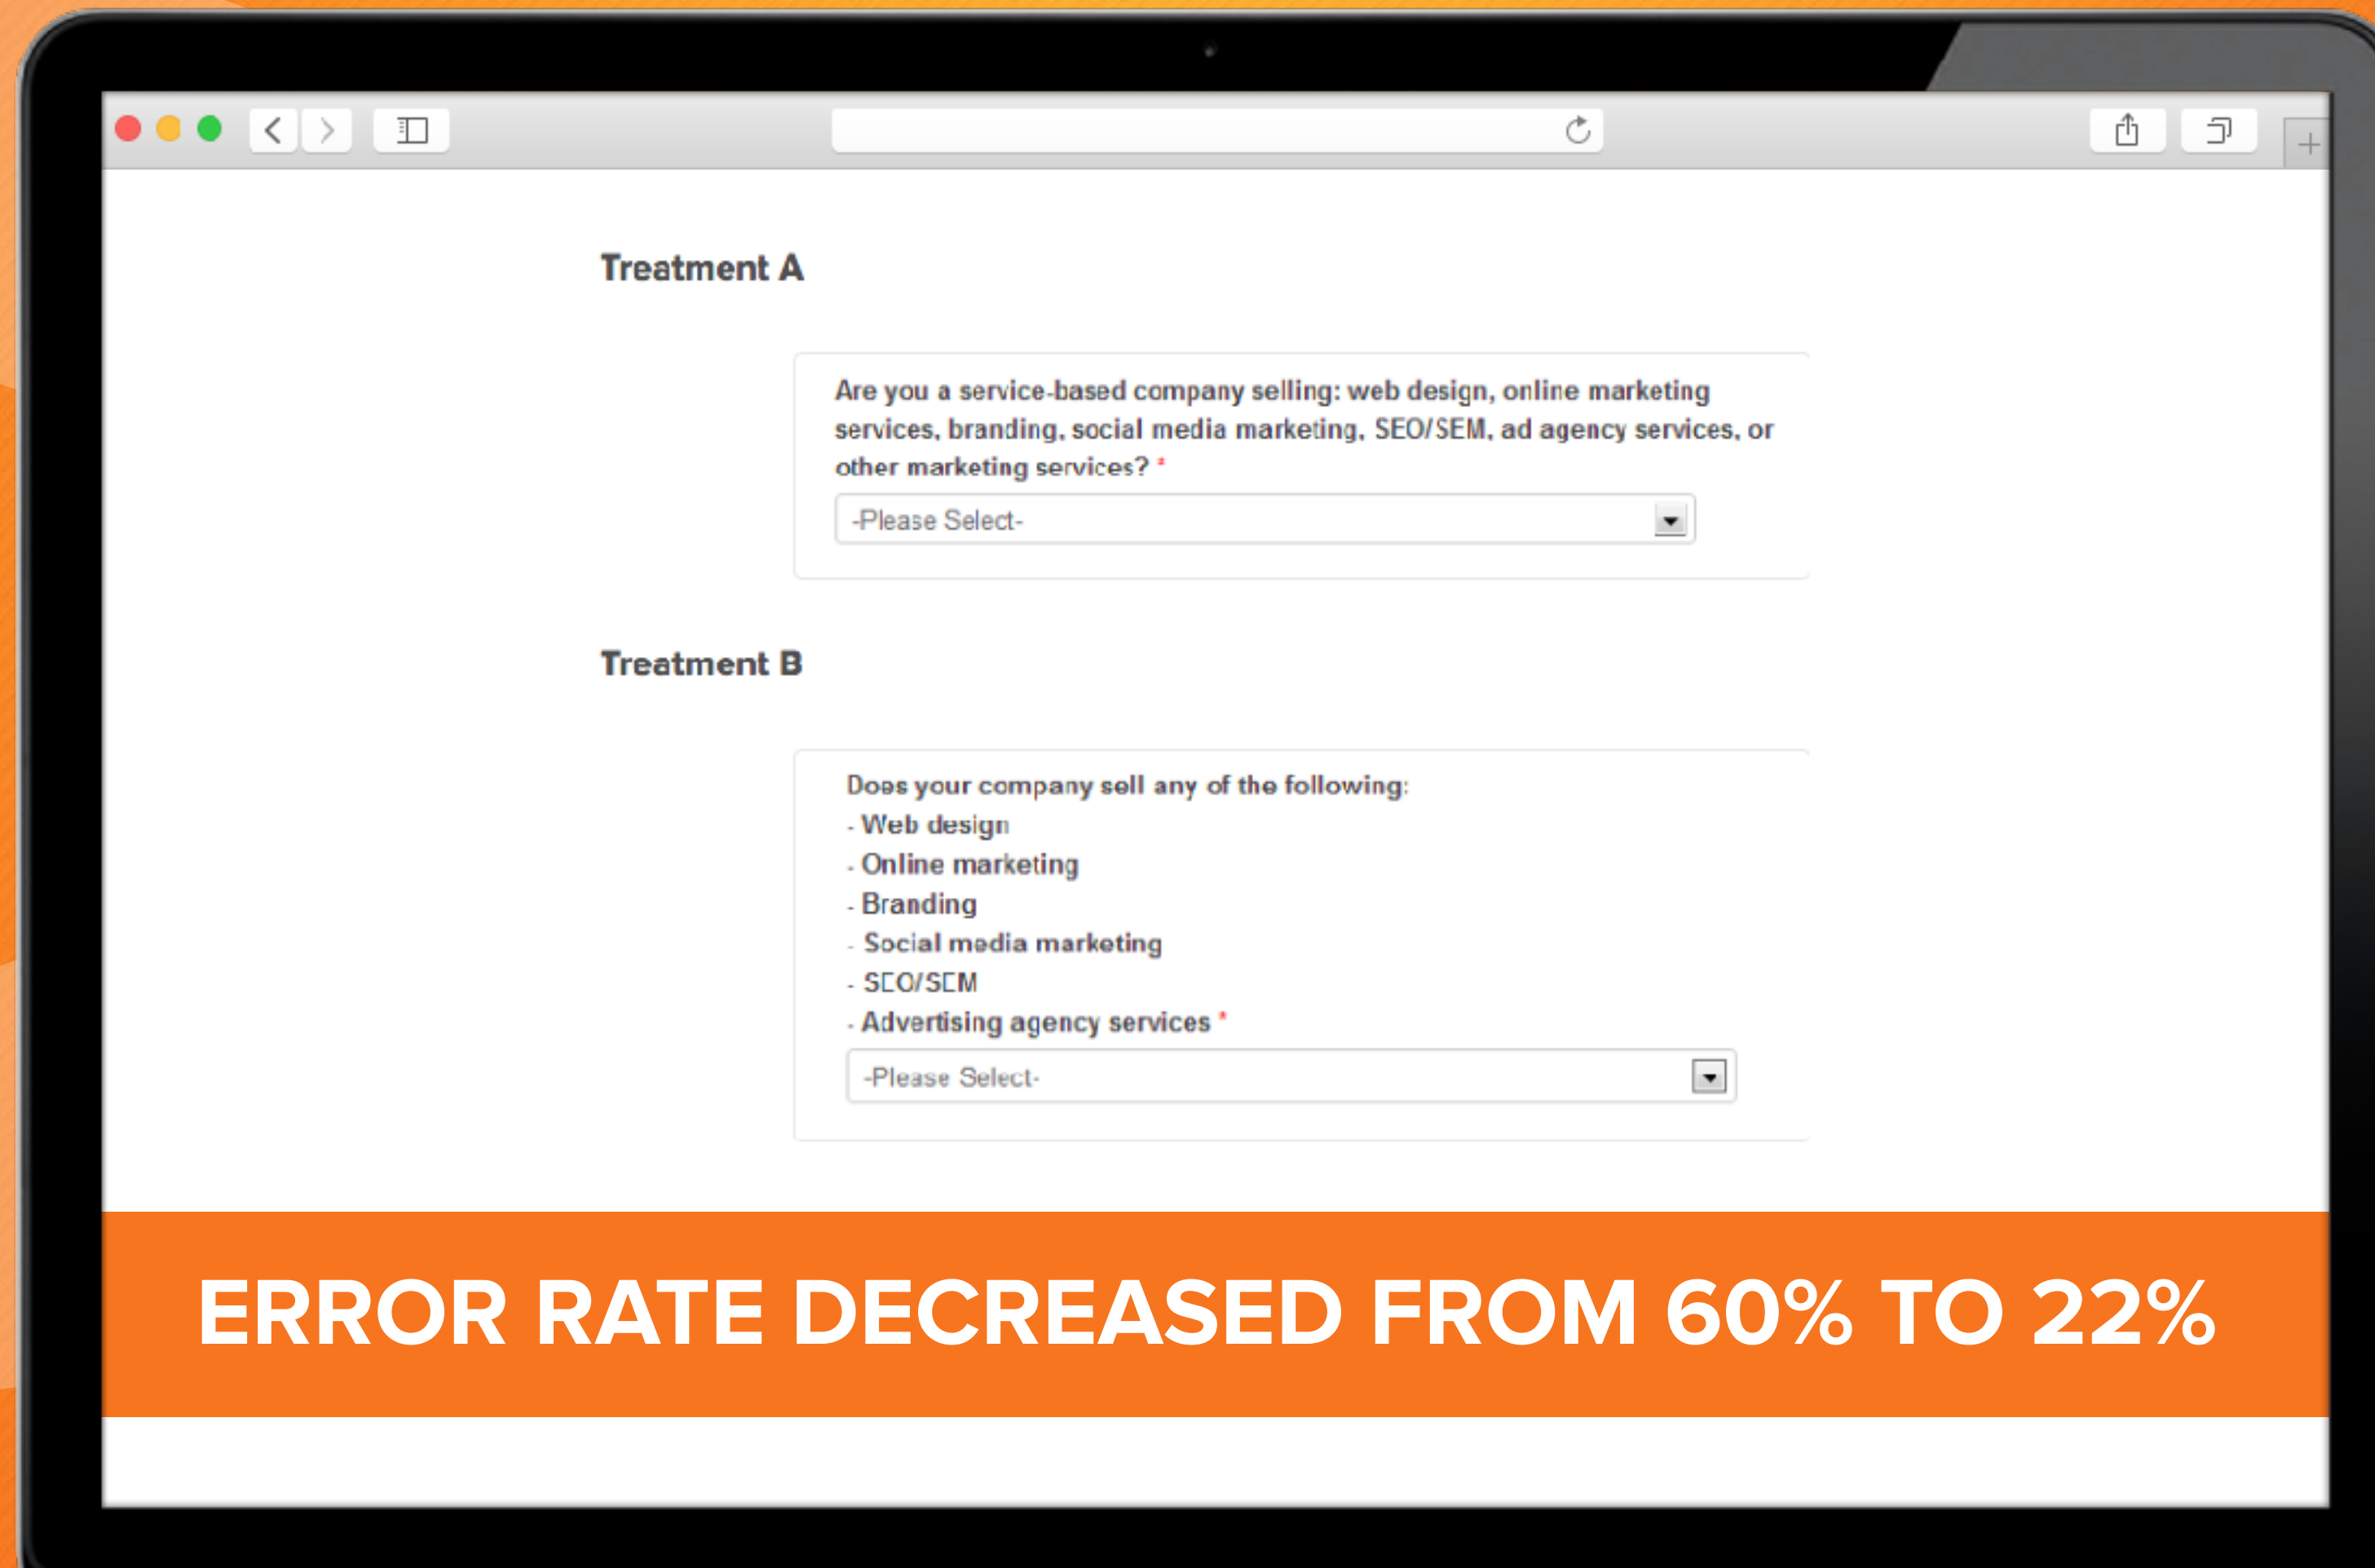 Treatment A
Are you a service-based company selling: web design, online marketing
services, branding, social media marketing, SEO/SEM, ad agency services, or
other marketing services? *
-Please Select-
Treatment B
Does your company sell any of the following:
- Web design
- Online marketing
- Branding
- Social media marketing
- SEO/SEM
- Advertising agency services *
-Please Select-
ERROR RATE DECREASED FROM 60% TO 22%